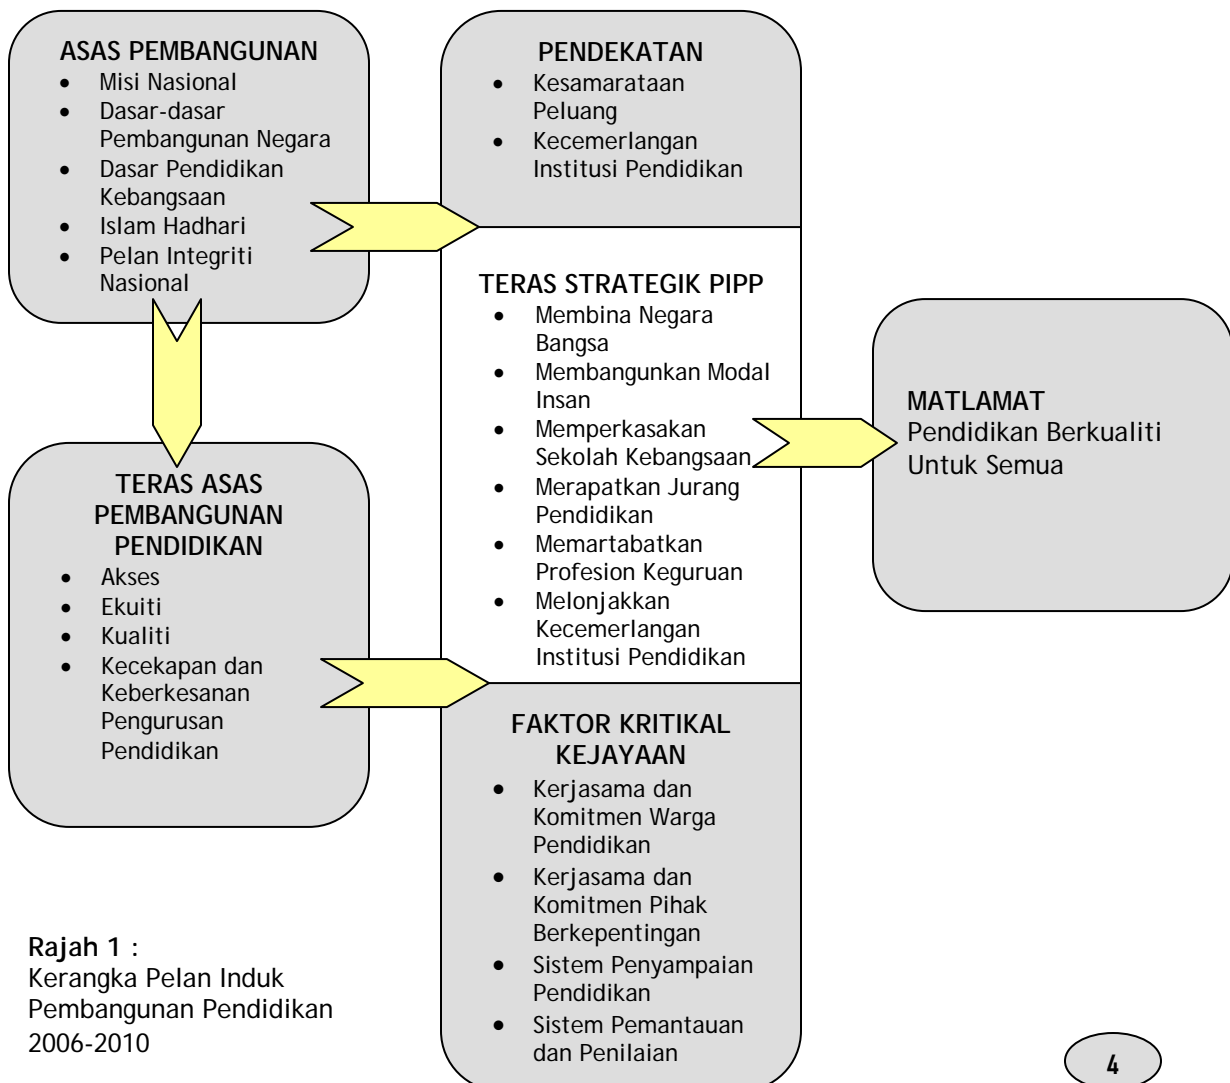 ASAS PEMBANGUNAN
• Misi Nasional
• Dasar-dasar
Pembangunan Negara
• Dasar Pendidikan
Kebangsaan
• Islam Hadhari
• Pelan Integriti
Nasional
TERAS ASAS
PEMBANGUNAN
PENDIDIKAN
• Akses
• Ekuiti
• Kualiti
• Kecekapan dan
Keberkesanan
Pengurusan
Pendidikan
PENDEKATAN
• Kesamarataan
Peluang
• Kecemerlangan
Institusi Pendidikan
TERAS STRATEGIK PIPP
• Membina Negara
Bangsa
• Membangunkan Modal
Insan
• Memperkasakan
Sekolah Kebangsaan
• Merapatkan Jurang
Pendidikan
• Memartabatkan
Profesion Keguruan
• Melonjakkan
Kecemerlangan
Institusi Pendidikan
FAKTOR KRITIKAL
KEJAYAAN
• Kerjasama dan
Komitmen Warga
Pendidikan
• Kerjasama dan
Komitmen Pihak
Berkepentingan
• Sistem Penyampaian
Pendidikan
• Sistem Pemantauan
dan Penilaian
MATLAMAT
Pendidikan Berkualiti
Untuk Semua
Rajah 1 :
Kerangka Pelan Induk
Pembangunan Pendidikan
2006-2010
4